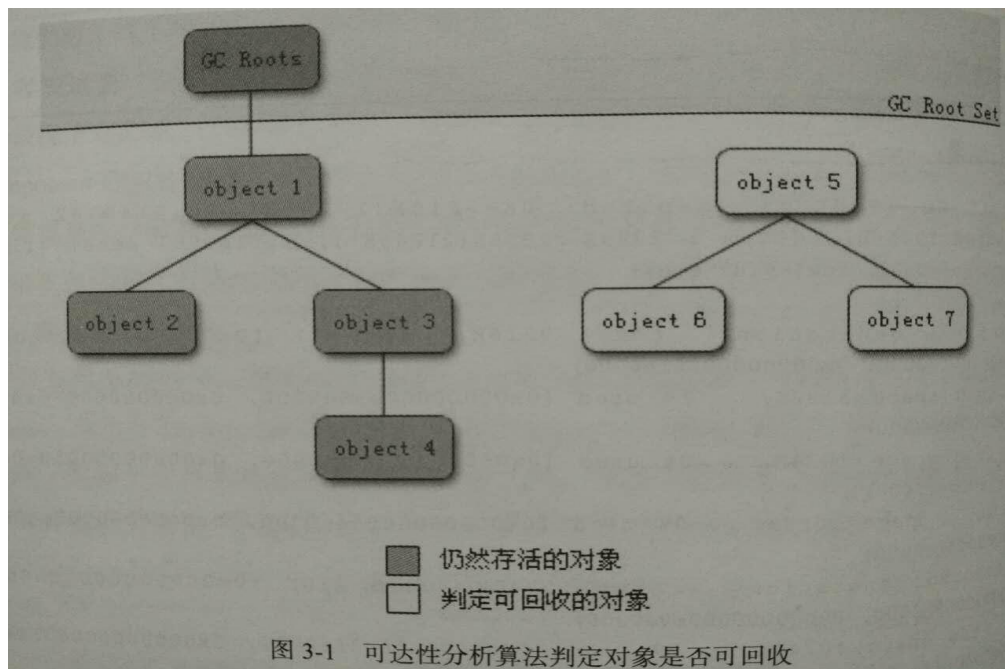 GC Roots
GC Root Set
object 1
object 5
object 2
object 3
object 6
object 7
object 4
仍然存活的对象
判定可回收的对象
图 3-1 可达性分析算法判定对象是否可回收